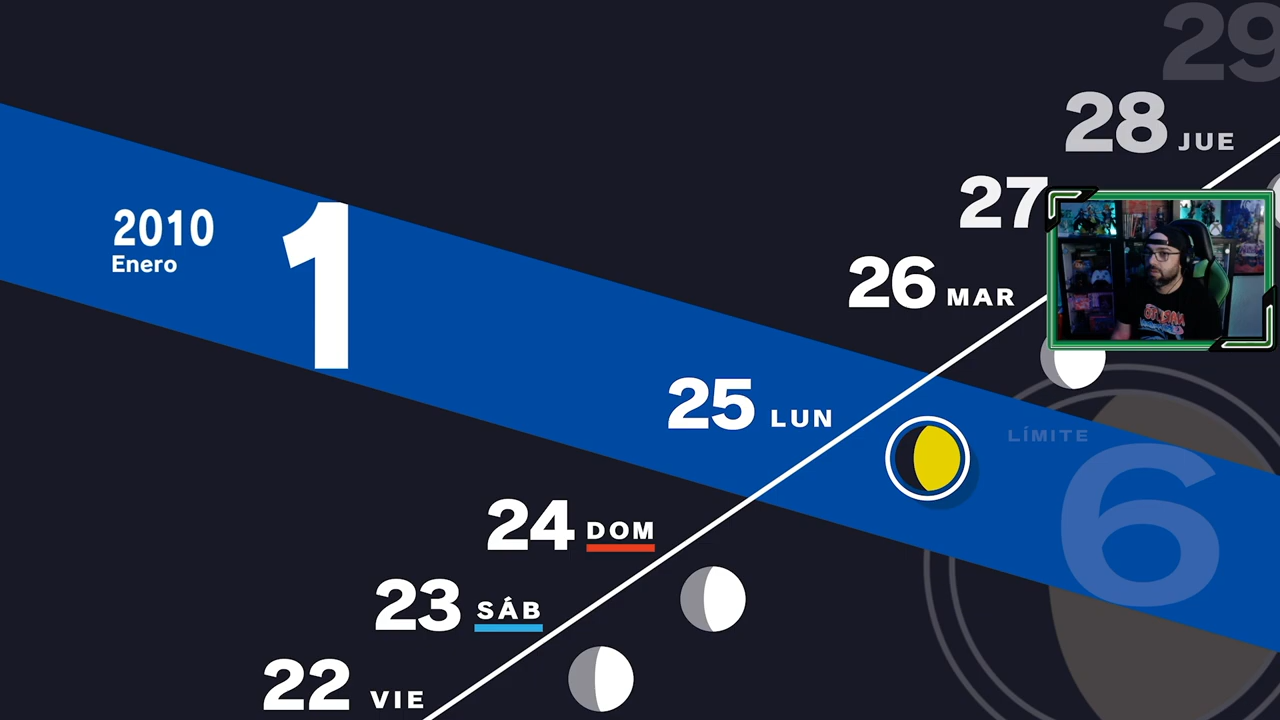 29
28 JUE
27
26 MAR
2010
Enero
1
25 LUN
LÍMITE
6
24 DOM
23 SÁB
22 VIE